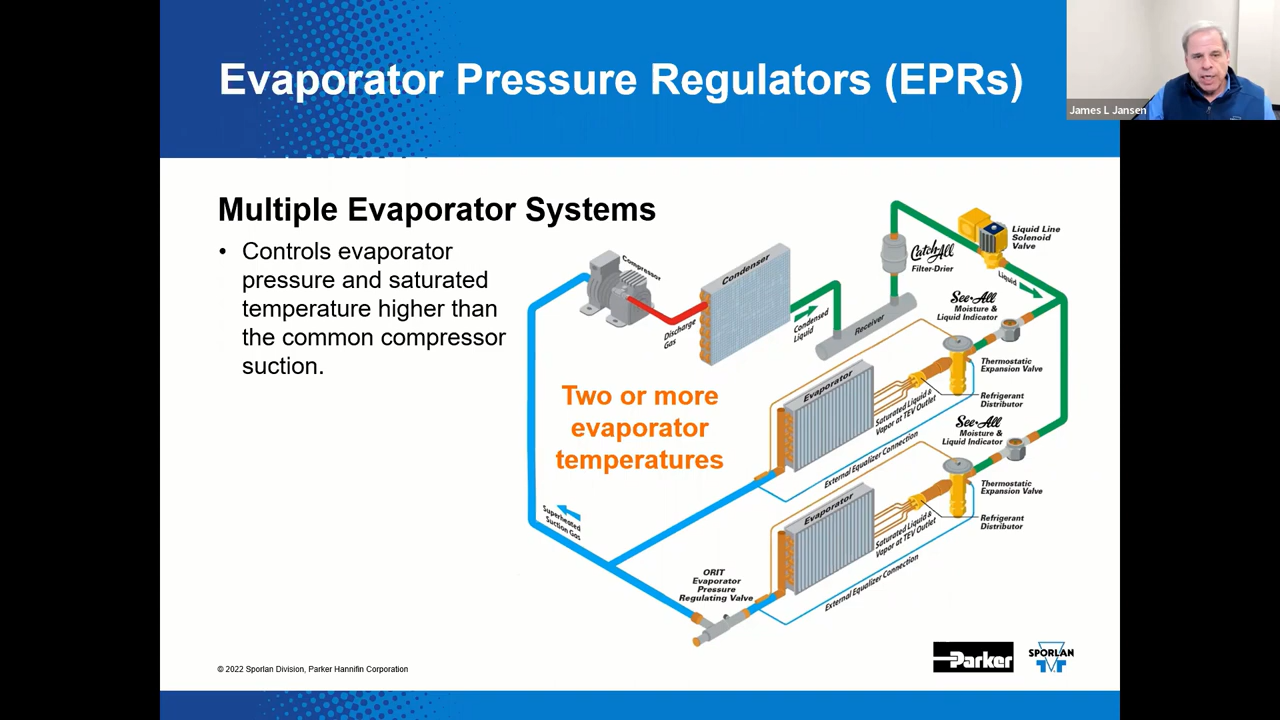 Evaporator Pressure Regulators (EPRs)
James L Jansen
Multiple Evaporator Systems
• Controls evaporator
pressure and saturated
temperature higher than
the common compressor
suction.
Two or more
evaporator
temperatures
Compressor
Discharge
Gas
Condenser
Condensed
Liquid
Receiver
Catch-All
Filter-Drier
Liquid Line
Solenoid
Valve
Liquid
See-All
Moisture &
Liquid Indicator
Thermostatic
Expansion Valve
Refrigerant
Distributor
Evaporator
Saturated Liquid &
Vapor at TEV Outlet
External Equalizer Connection
See-All
Moisture &
Liquid Indicator
Thermostatic
Expansion Valve
Refrigerant
Distributor
Evaporator
Saturated Liquid &
Vapor at TEV Outlet
External Equalizer Connection
Superheated
Suction Gas
ORIT
Evaporator
Pressure
Regulating Valve
© 2022 Sporlan Division, Parker Hannifin Corporation
Parker
SPORLAN